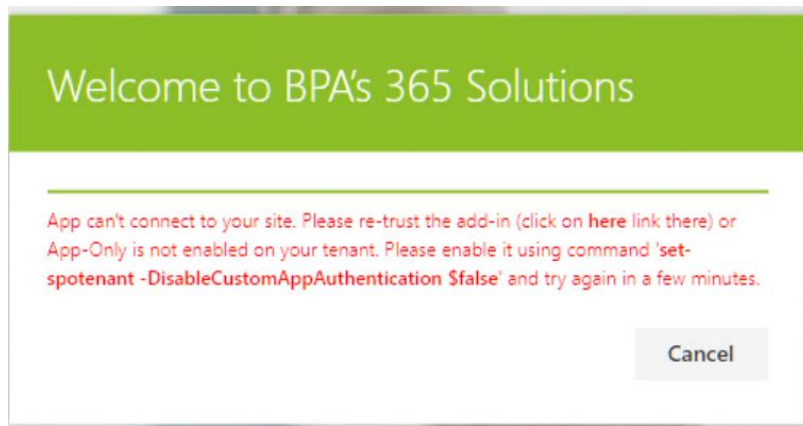 Welcome to BPA's 365 Solutions
App can't connect to your site. Please re-trust the add-in (click on here link there) or
App-Only is not enabled on your tenant. Please enable it using command 'set-
spotenant -DisableCustomAppAuthentication $false' and try again in a few minutes.
Cancel